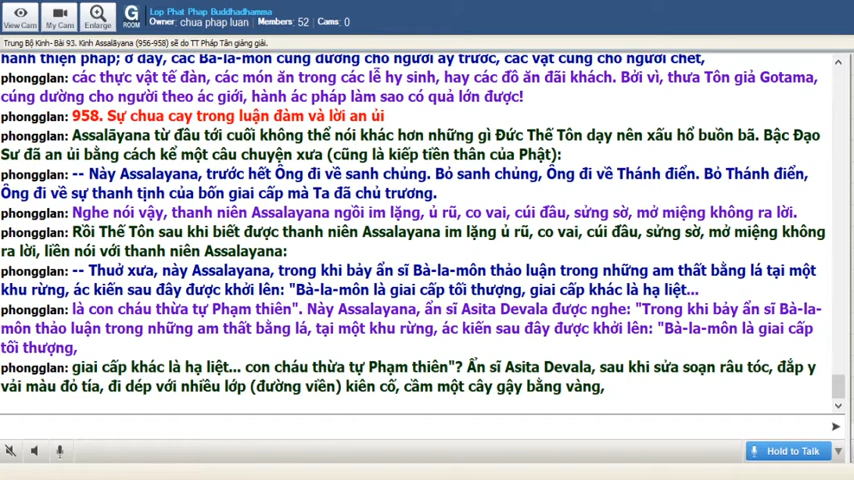 View Cam
My Cam
Enlarge
G
ROOM
Lop Phat Phap Buddhadhamma
Owner: chua phap luan
Members: 52
Cams: 0
Trung Bộ Kinh- Bài 93. Kinh Assalāyana (956-958) sẽ do TT Pháp Tân giảng giải.
hành thiện pháp; ở đây, các Bà-la-môn cúng dường cho người ấy trước, các vật cúng cho người chết,
phongglan: các thực vật tế đàn, các món ăn trong các lễ hy sinh, hay các đồ ăn đãi khách. Bởi vì, thưa Tôn giả Gotama,
cúng dường cho người theo ác giới, hành ác pháp làm sao có quả lớn được!
phongglan: 958. Sự chua cay trong luận đàm và lời an ủi
phongglan: Assalāyana từ đầu tới cuối không thể nói khác hơn những gì Đức Thế Tôn dạy nên xấu hổ buồn bã. Bậc Đạo
Sư đã an ủi bằng cách kể một câu chuyện xưa (cũng là kiếp tiền thân của Phật):
phongglan: -- Này Assalayana, trước hết Ông đi về sanh chủng. Bỏ sanh chủng, Ông đi về Thánh điển. Bỏ Thánh điển,
Ông đi về sự thanh tịnh của bốn giai cấp mà Ta đã chủ trương.
phongglan: Nghe nói vậy, thanh niên Assalayana ngồi im lặng, ủ rũ, co vai, cúi đầu, sửng sờ, mở miệng không ra lời.
phongglan: Rồi Thế Tôn sau khi biết được thanh niên Assalayana im lặng ủ rũ, co vai, cúi đầu, sửng sờ, mở miệng không
ra lời, liền nói với thanh niên Assalayana:
phongglan: -- Thuở xưa, này Assalayana, trong khi bảy ẩn sĩ Bà-la-môn thảo luận trong những am thất bằng lá tại một
khu rừng, ác kiến sau đây được khởi lên: "Bà-la-môn là giai cấp tối thượng, giai cấp khác là hạ liệt...
phongglan: là con cháu thừa tự Phạm thiên". Này Assalayana, ẩn sĩ Asita Devala được nghe: "Trong khi bảy ẩn sĩ Bà-la-
môn thảo luận trong những am thất bằng lá, tại một khu rừng, ác kiến sau đây được khởi lên: "Bà-la-môn là giai cấp
tối thượng,
phongglan: giai cấp khác là hạ liệt... con cháu thừa tự Phạm thiên"? Ẩn sĩ Asita Devala, sau khi sửa soạn râu tóc, đắp y
vải màu đỏ tía, đi dép với nhiều lớp (đường viền) kiên cố, cầm một cây gậy bằng vàng,
Hold to Talk